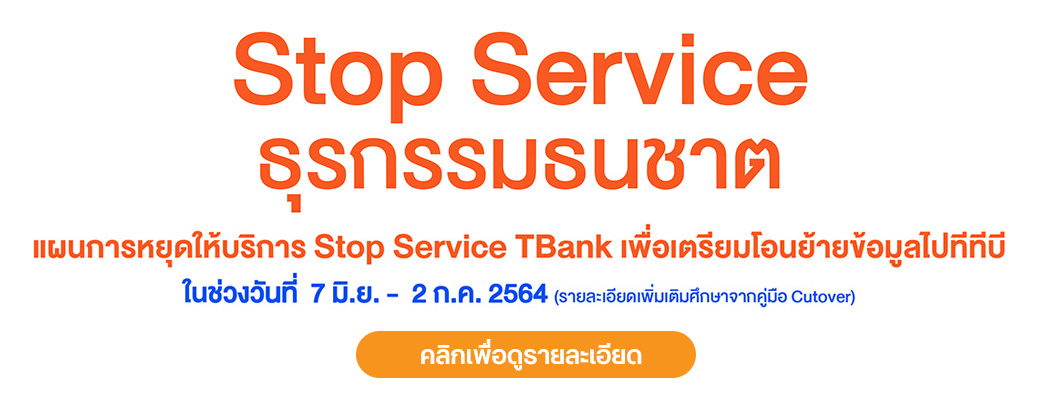 Stop Service
ธุรกรรมธนชาต
แผนการหยุดให้บริการ Stop Service TBank เพื่อเตรียมโอนย้ายข้อมูลไปทีทีบี
ในช่วงวันที่ 7 มิ.ย. - 2 ก.ค. 2564 (รายละเอียดเพิ่มเติมศึกษาจากคู่มือ Cutover)
คลิกเพื่อดูรายละเอียด